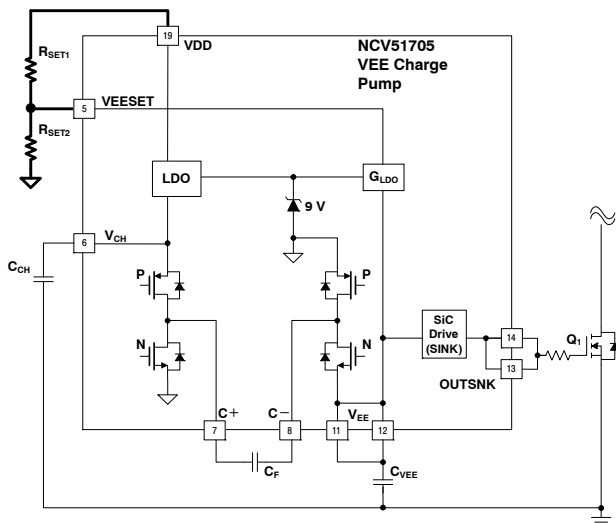 19
VDD
NCV51705
VEE Charge
Pump
RSET1
VEESET
5
RSET2
LDO
GLDO
9 V
6
VCH
CCH
P
P
N
N
SiC
Drive
(SINK)
14
13
Q1
OUTSNK
C+
C−
VEE
7
8
11
12
CF
CVEE